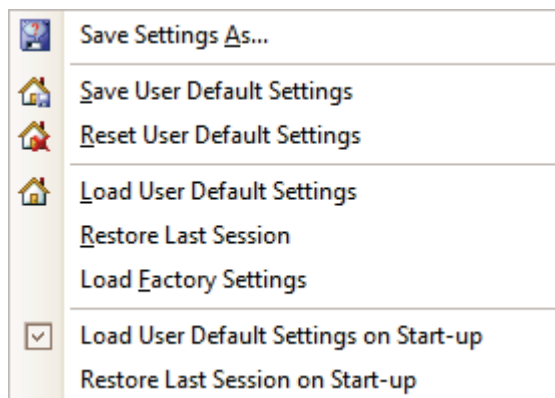 Save Settings As...
Save User Default Settings
Reset User Default Settings
Load User Default Settings
Restore Last Session
Load Factory Settings
Load User Default Settings on Start-up
Restore Last Session on Start-up